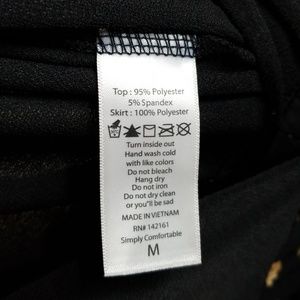 Top : 95% Polyester
5% Spandex
Skirt : 100% Polyester
Turn inside out
Hand wash cold
with like colors
Do not bleach
Hang dry
Do not iron
Do not dry clean
or you"ll be sad
MADE IN VIETNAM
RN# 142161
Simply Comfortable
M